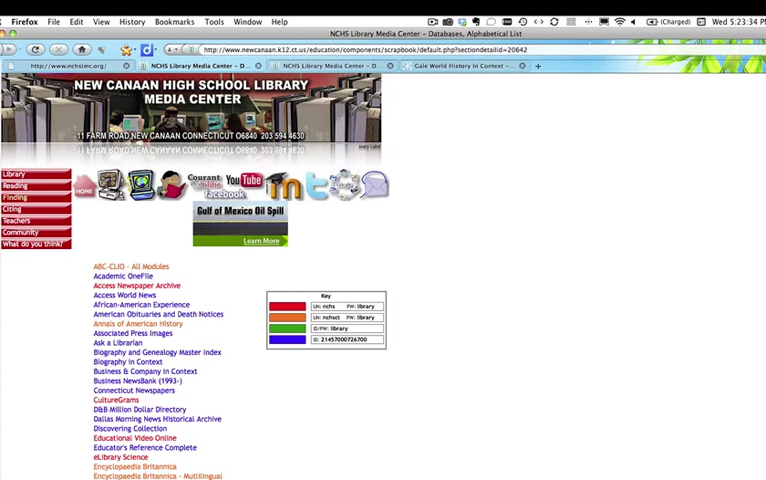 Firefox File Edit View History Bookmarks Tools Window Help (Charged) Wed 5:23:34 PM
NCHS Library Media Center – Databases, Alphabetical List
http://www.newcanaan.k12.ct.us/education/components/scrapbook/default.php?sectiondetailid=20642
http://www.nchslmc.org/ NCHS Library Media Center – D... NCHS Library Media Center – D... Gale World History In Context –...
NEW CANAAN HIGH SCHOOL LIBRARY
MEDIA CENTER
11 FARM ROAD NEW CANAAN CONNECTICUT 06840 203 594 4630
Library
Reading
Finding
Citing
Teachers
Community
What do you think?
HOME
Courant
Online
YouTube
facebook
Gulf of Mexico Oil Spill
Learn More
ABC-CLIO - All Modules
Academic OneFile
Access Newspaper Archive
Access World News
African-American Experience
American Obituaries and Death Notices
Annals of American History
Associated Press Images
Ask a Librarian
Biography and Genealogy Master Index
Biography in Context
Business & Company in Context
Business NewsBank (1993-)
Connecticut Newspapers
CultureGrams
D&B Million Dollar Directory
Dallas Morning News Historical Archive
Discovering Collection
Educational Video Online
Educator's Reference Complete
eLibrary Science
Encyclopaedia Britannica
Encyclopaedia Britannica - Mutlilingual
Key
LN: nchs PW: library
LN: nchsct PW: library
ID/PW: library
ID: 21457000726700